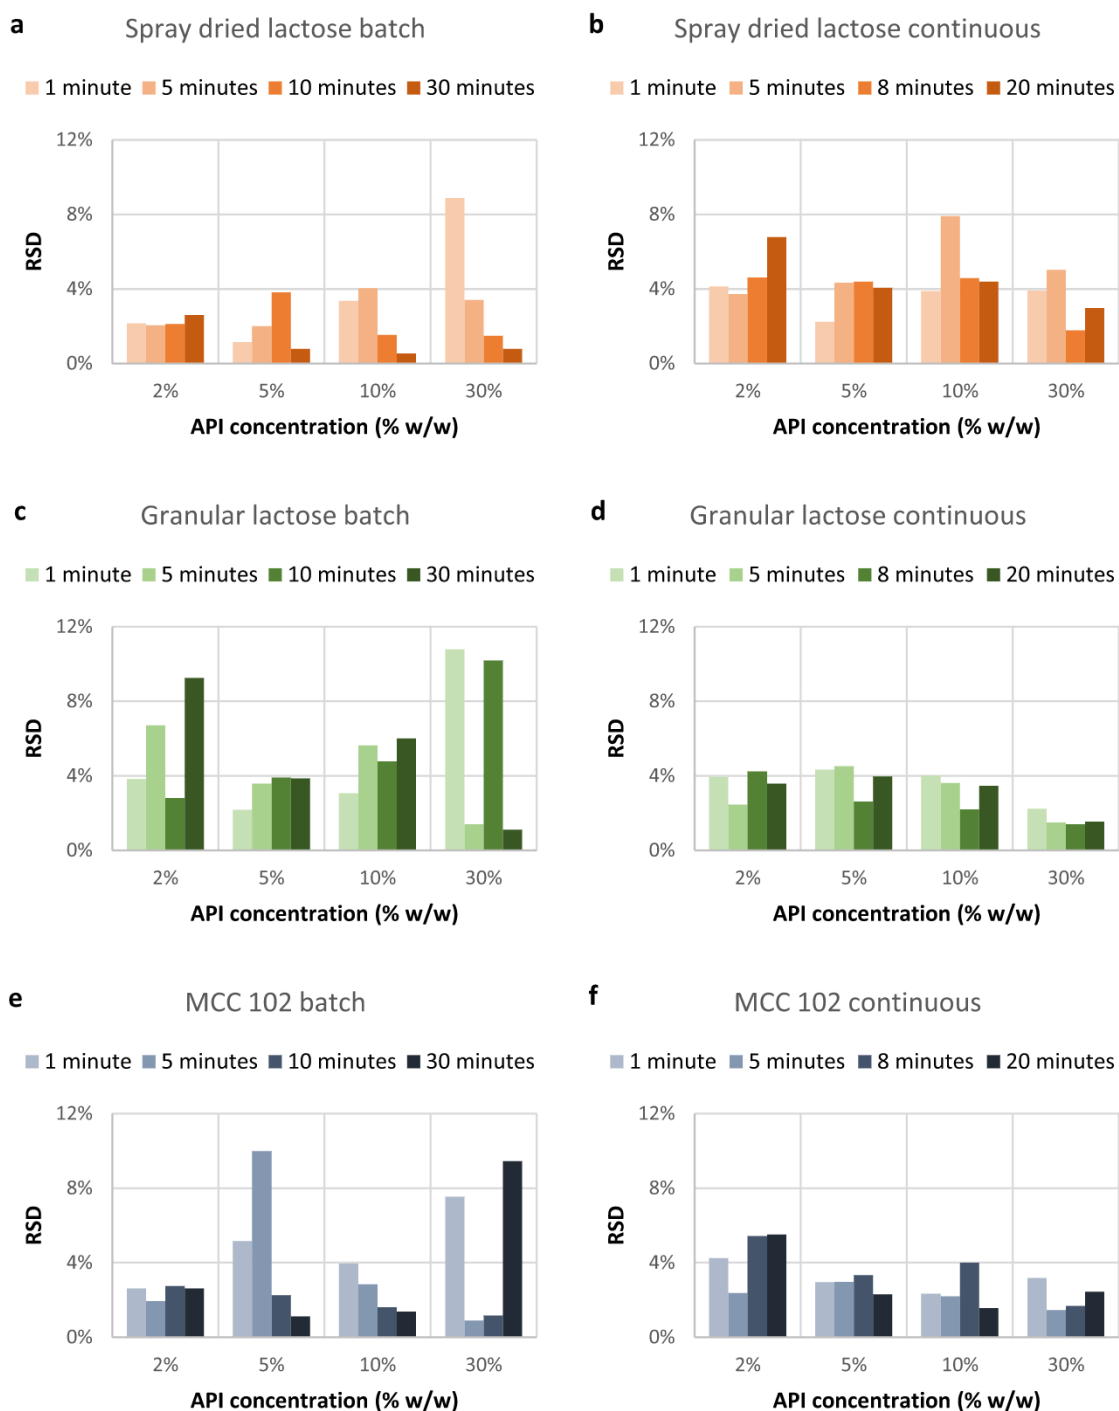 a Spray dried lactose batch
1 minute 5 minutes 10 minutes 30 minutes
12%
8%
4%
0%
RSD
2% 5% 10% 30%
API concentration (% w/w)
b Spray dried lactose continuous
1 minute 5 minutes 8 minutes 20 minutes
12%
8%
4%
0%
RSD
2% 5% 10% 30%
API concentration (% w/w)
c Granular lactose batch
1 minute 5 minutes 10 minutes 30 minutes
12%
8%
4%
0%
RSD
2% 5% 10% 30%
API concentration (% w/w)
d Granular lactose continuous
1 minute 5 minutes 8 minutes 20 minutes
12%
8%
4%
0%
RSD
2% 5% 10% 30%
API concentration (% w/w)
e MCC 102 batch
1 minute 5 minutes 10 minutes 30 minutes
12%
8%
4%
0%
RSD
2% 5% 10% 30%
API concentration (% w/w)
f MCC 102 continuous
1 minute 5 minutes 8 minutes 20 minutes
12%
8%
4%
0%
RSD
2% 5% 10% 30%
API concentration (% w/w)